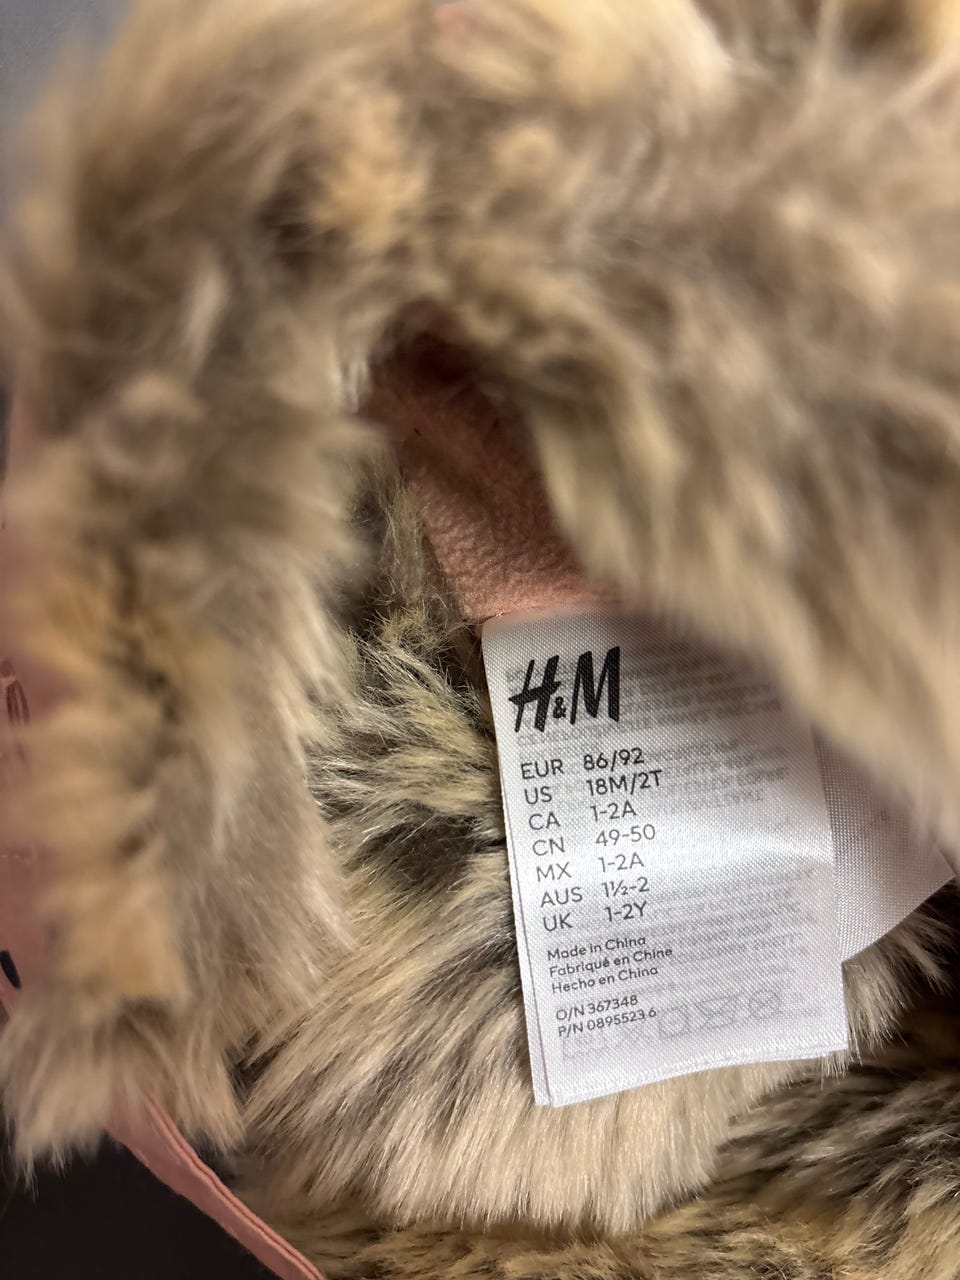 H&M
EUR 86/92
US 18M/2T
CA 1-2A
CN 49-50
MX 1-2A
AUS 1½-2
UK 1-2Y
Made in China
Fabriqué en Chine
Hecho en China
O/N 367348
P/N 0895523 6